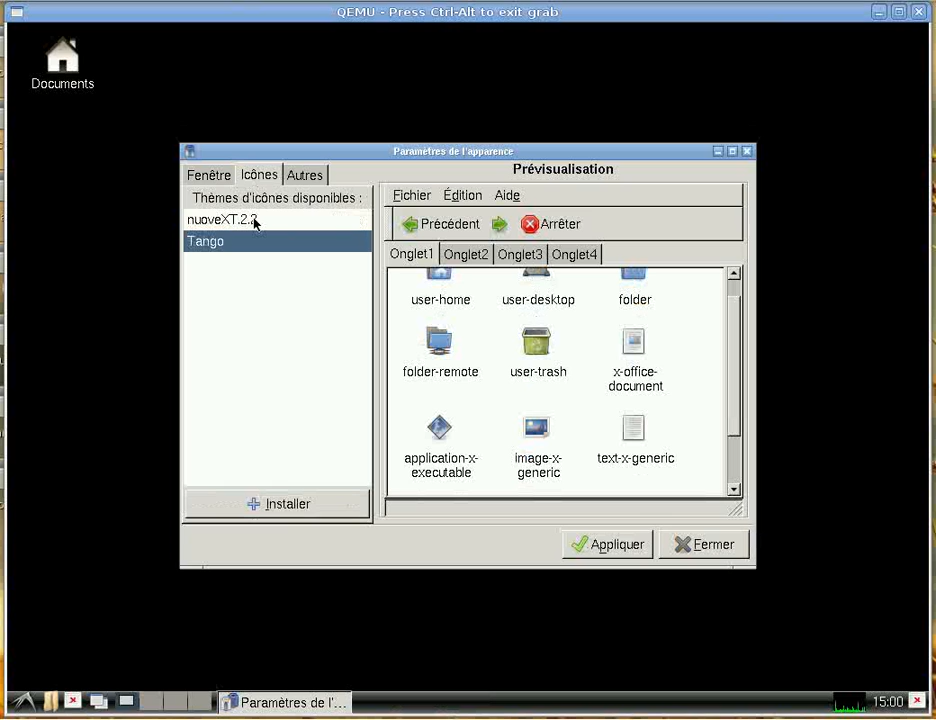 QEMU - Press Ctrl-Alt to exit grab
Documents
Paramètres de l'apparence
Fenêtre Icônes Autres
Prévisualisation
Thèmes d'icônes disponibles :
nuoveXT.2.2
Tango
Fichier Édition Aide
Précédent Arrêter
Onglet1 Onglet2 Onglet3 Onglet4
user-home user-desktop folder
folder-remote user-trash x-office-
document
application-x- image-x- text-x-generic
executable generic
Installer
Appliquer Fermer
Paramètres de l'... 15:00